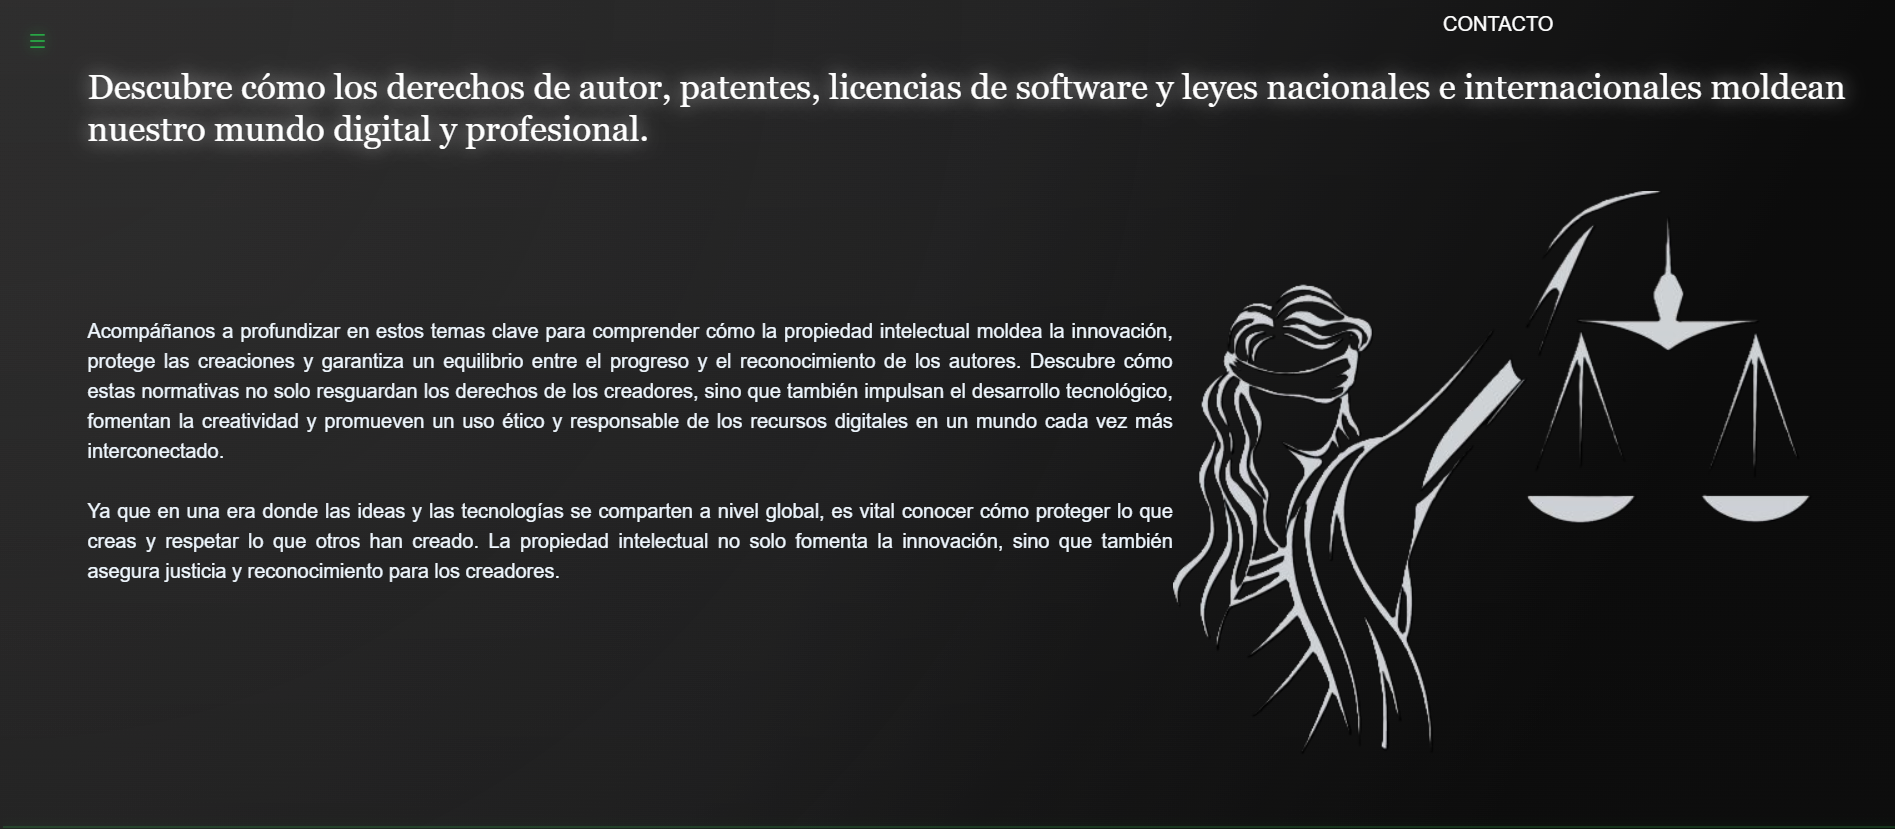 CONTACTO
Descubre cómo los derechos de autor, patentes, licencias de software y leyes nacionales e internacionales moldean
nuestro mundo digital y profesional.
Acompáñanos a profundizar en estos temas clave para comprender cómo la propiedad intelectual moldea la innovación,
protege las creaciones y garantiza un equilibrio entre el progreso y el reconocimiento de los autores. Descubre cómo
estas normativas no solo resguardan los derechos de los creadores, sino que también impulsan el desarrollo tecnológico,
fomentan la creatividad y promueven un uso ético y responsable de los recursos digitales en un mundo cada vez más
interconectado.
Ya que en una era donde las ideas y las tecnologías se comparten a nivel global, es vital conocer cómo proteger lo que
creas y respetar lo que otros han creado. La propiedad intelectual no solo fomenta la innovación, sino que también
asegura justicia y reconocimiento para los creadores.